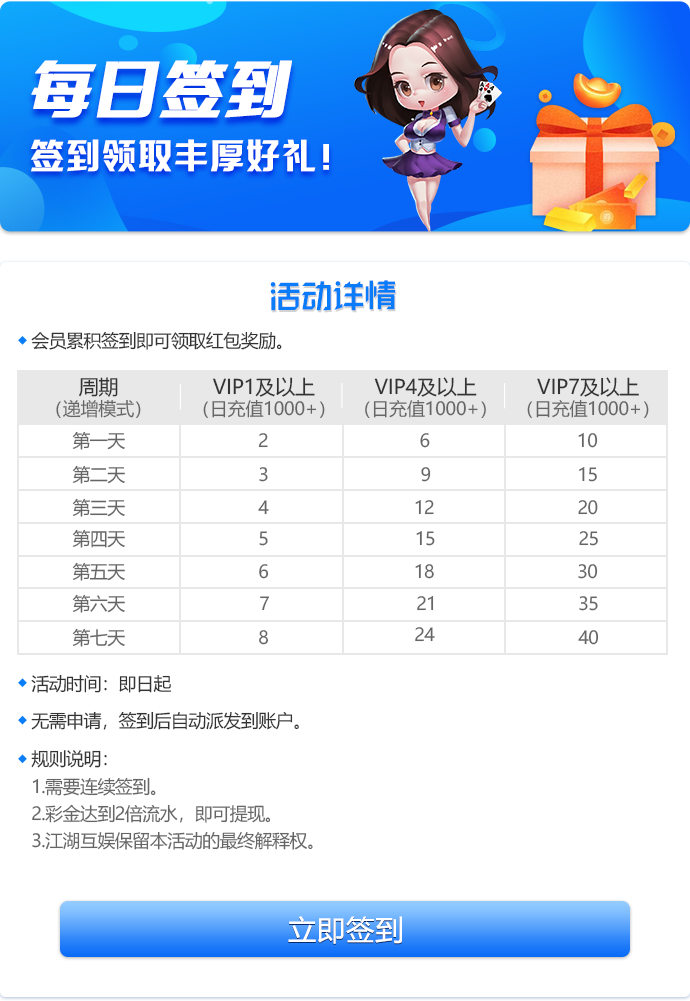 每日签到
签到领取丰厚好礼！
活动详情
会员累积签到即可领取红包奖励。
周期 VIP1及以上 VIP4及以上 VIP7及以上
（递增模式） （日充值1000+） （日充值1000+） （日充值1000+）
第一天 2 6 10
第二天 3 9 15
第三天 4 12 20
第四天 5 15 25
第五天 6 18 30
第六天 7 21 35
第七天 8 24 40
活动时间：即日起
无需申请，签到后自动派发到账户。
规则说明：
1.需要连续签到。
2.彩金达到2倍流水，即可提现。
3.江湖互娱保留本活动的最终解释权。
立即签到